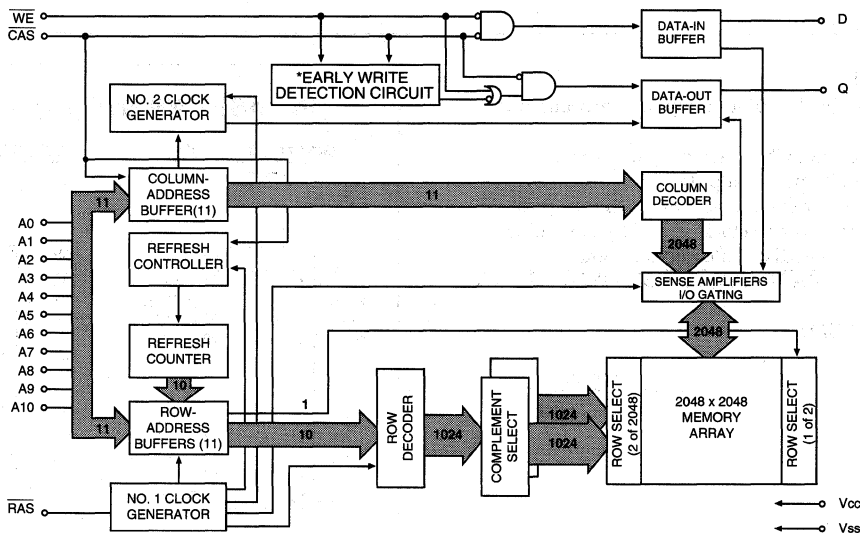 WE
CAS
D
DATA-IN
BUFFER
*EARLY WRITE
DETECTION CIRCUIT
Q
DATA-OUT
BUFFER
NO. 2 CLOCK
GENERATOR
COLUMN-
ADDRESS
BUFFER(11)
11
11
COLUMN
DECODER
A0
A1
A2
A3
A4
A5
A6
A7
A8
A9
A10
REFRESH
CONTROLLER
2048
SENSE AMPLIFIERS
I/O GATING
REFRESH
COUNTER
2048
10
1
ROW-
ADDRESS
BUFFERS (11)
11
10
ROW
DECODER
1024
COMPLEMENT
SELECT
1024
1024
ROW SELECT
(2 of 2048)
2048 x 2048
MEMORY
ARRAY
ROW SELECT
(1 of 2)
RAS
NO. 1 CLOCK
GENERATOR
Vcc
Vss